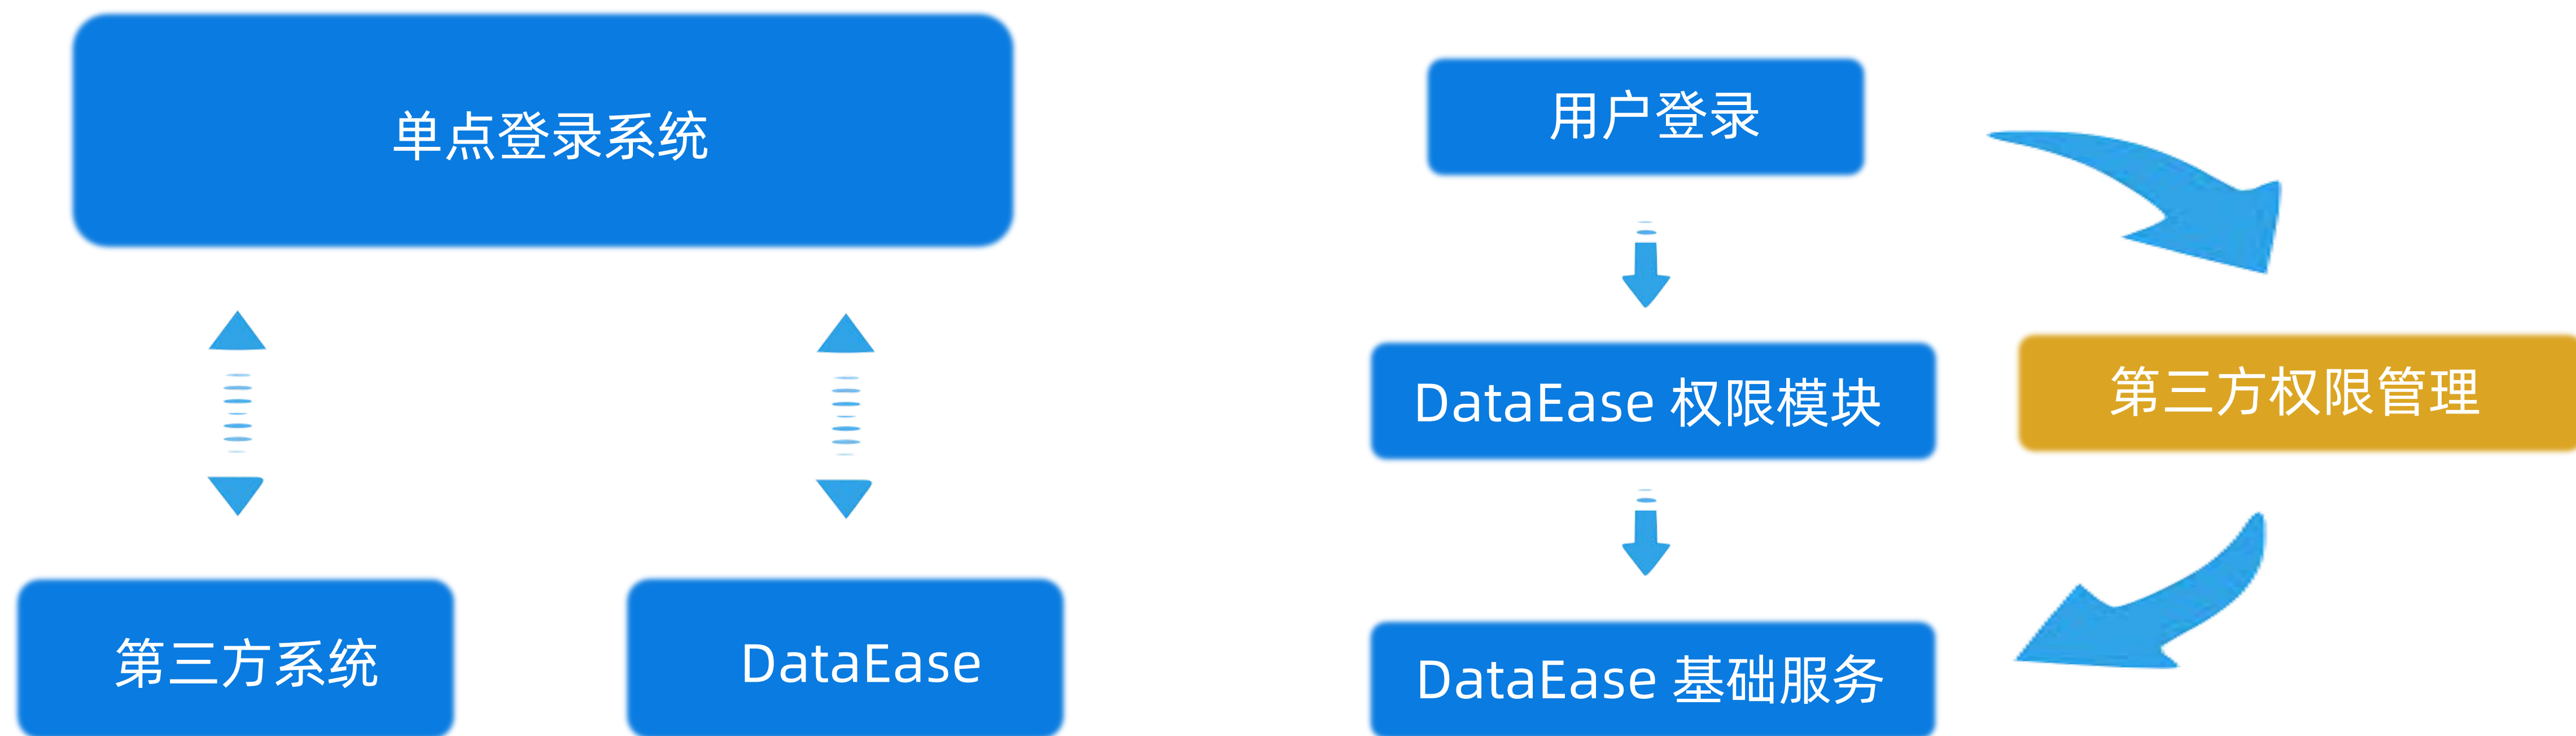 单点登录系统
第三方系统
DataEase
用户登录
DataEase 权限模块
第三方权限管理
DataEase 基础服务